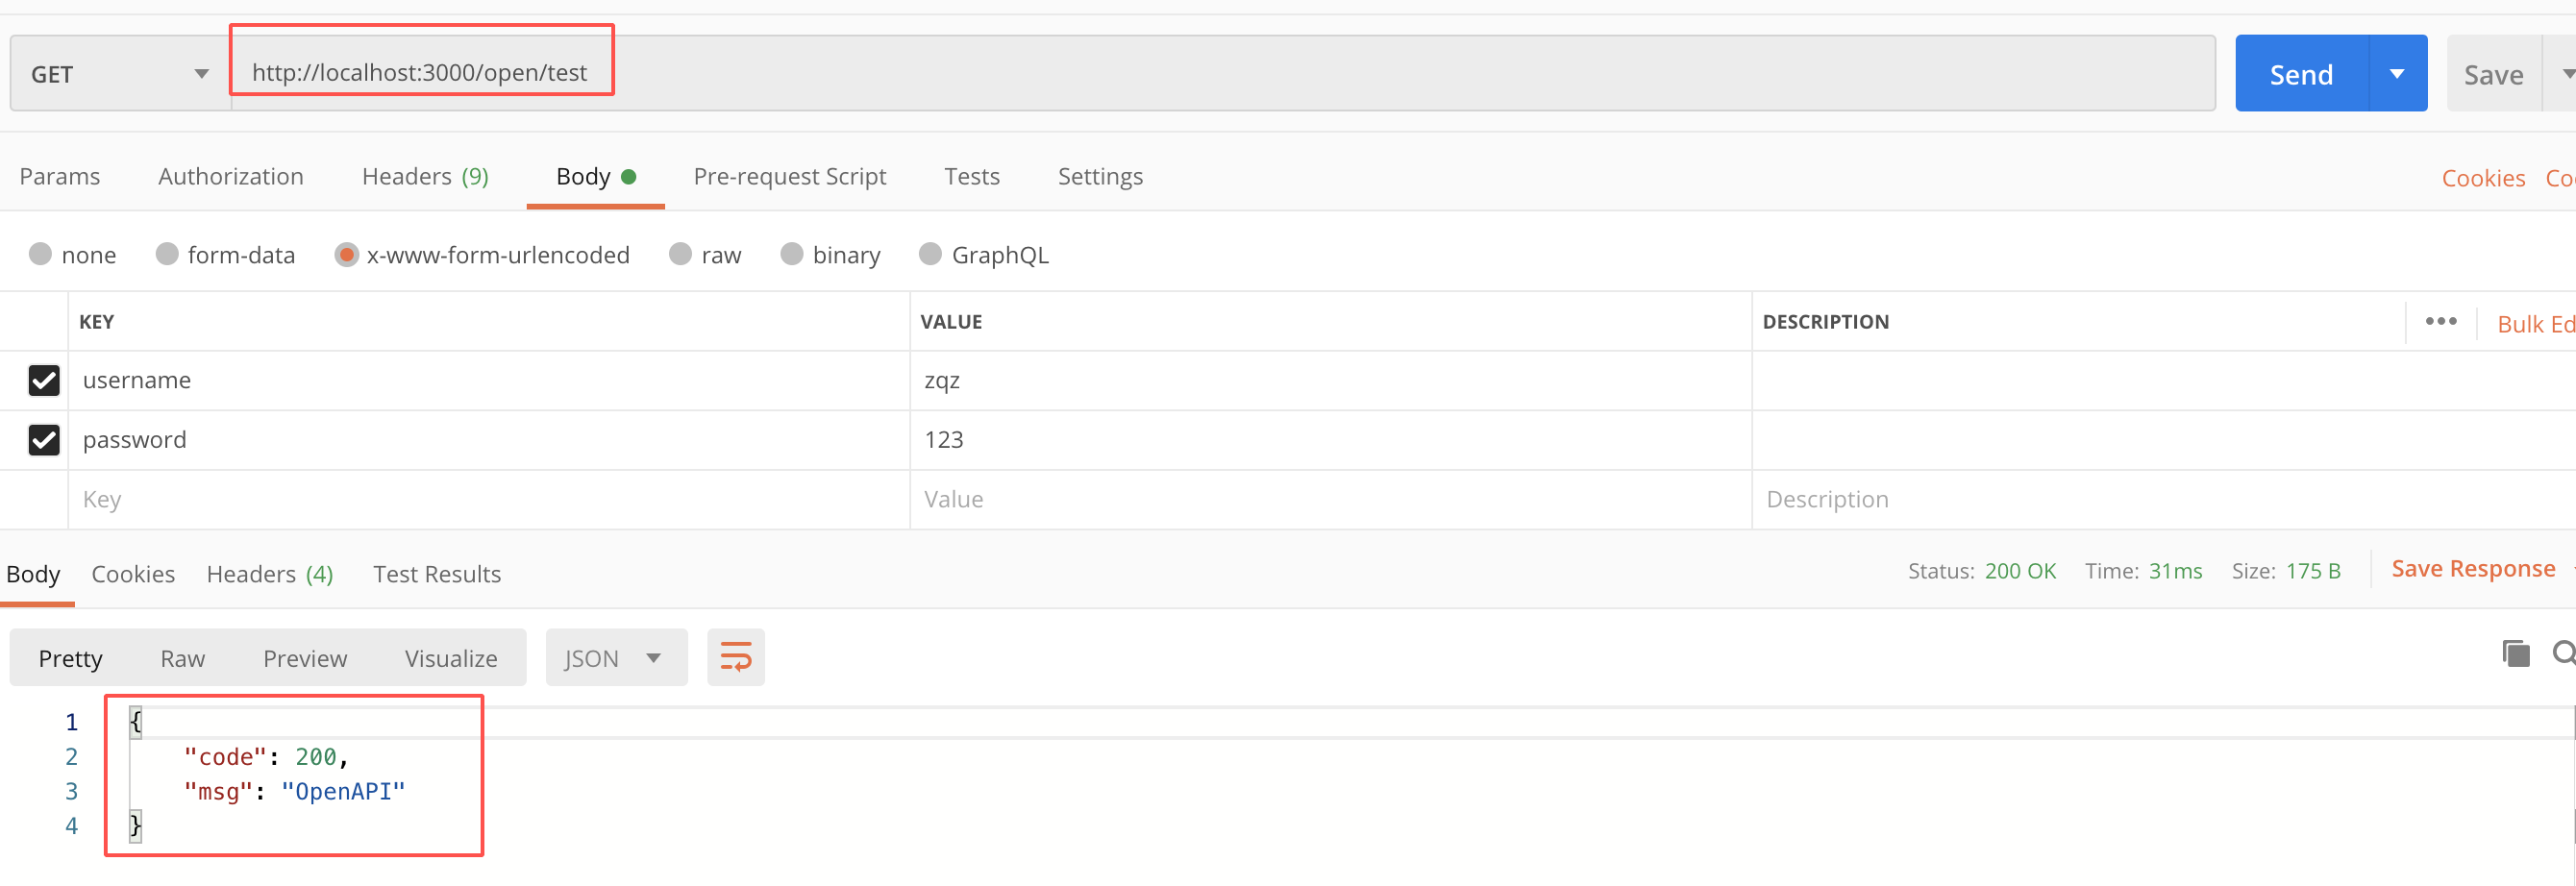 GET http://localhost:3000/open/test Send Save
Params Authorization Headers (9) Body Pre-request Script Tests Settings Cookies
none form-data x-www-form-urlencoded raw binary GraphQL
KEY VALUE DESCRIPTION ••• Bulk Ed
username zqz
password 123
Key Value Description
Body Cookies Headers (4) Test Results Status: 200 OK Time: 31ms Size: 175 B Save Response
Pretty Raw Preview Visualize JSON
1 {
2 "code": 200,
3 "msg": "OpenAPI"
4 }